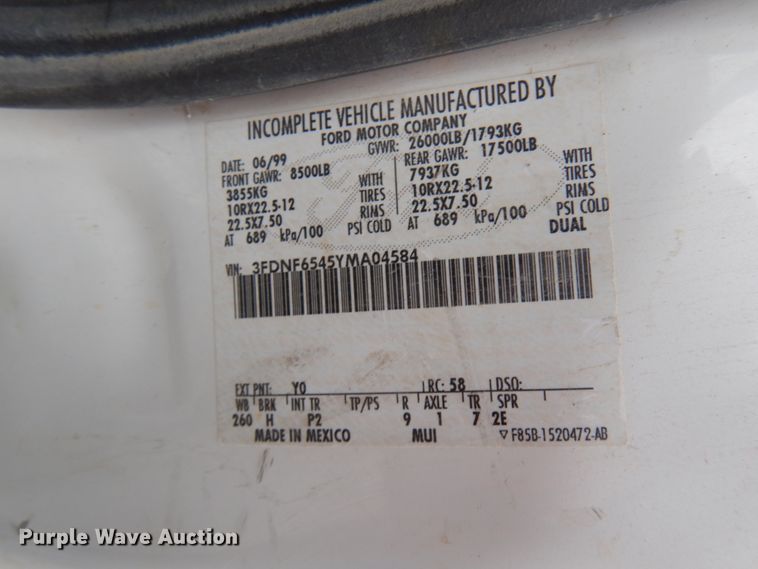 INCOMPLETE VEHICLE MANUFACTURED BY
FORD MOTOR COMPANY
GVWR: 26000LB/1793KG
DATE: 06/99
FRONT GAWR: 8500LB
3855KG WITH
10RX22.5-12 TIRES
22.5X7.50 RIMS
AT 689 kPa/100 PSI COLD
REAR GAWR: 17500LB
7937KG WITH
10RX22.5-12 TIRES
22.5X7.50 RIMS
AT 689 kPa/100 PSI COLD
DUAL
VIN: 3FDNF6545YMA04584
EXT PNT: YO RC: 58 DSO:
WB BRK INT TR TP/PS R AXLE TR SPR
260 H P2 9 1 7 2E
MADE IN MEXICO MUI F85B-1520472-AB
Purple Wave Auction